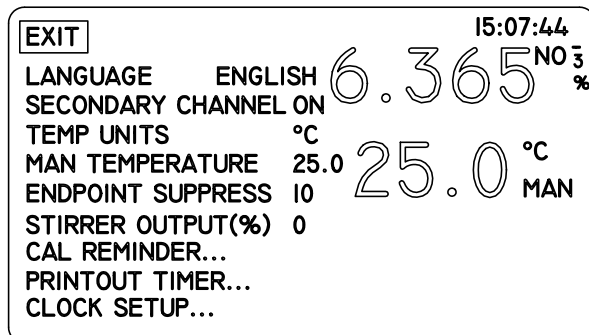 15:07:44
EXIT
6.365 NO₃⁻ %
LANGUAGE ENGLISH
SECONDARY CHANNEL ON
TEMP UNITS °C
MAN TEMPERATURE 25.0
ENDPOINT SUPPRESS 10
STIRRER OUTPUT(%) 0
CAL REMINDER...
PRINTOUT TIMER...
CLOCK SETUP...
25.0 °C MAN